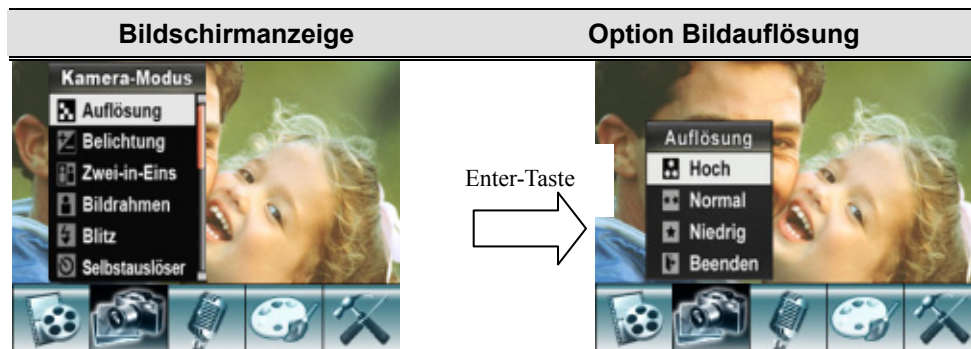 Bildschirmanzeige
Option Bildauflösung
Kamera-Modus
Auflösung
Belichtung
Zwei-in-Eins
Bildrahmen
Blitz
Selbstauslöser
Enter-Taste
Auflösung
Hoch
Normal
Niedrig
Beenden